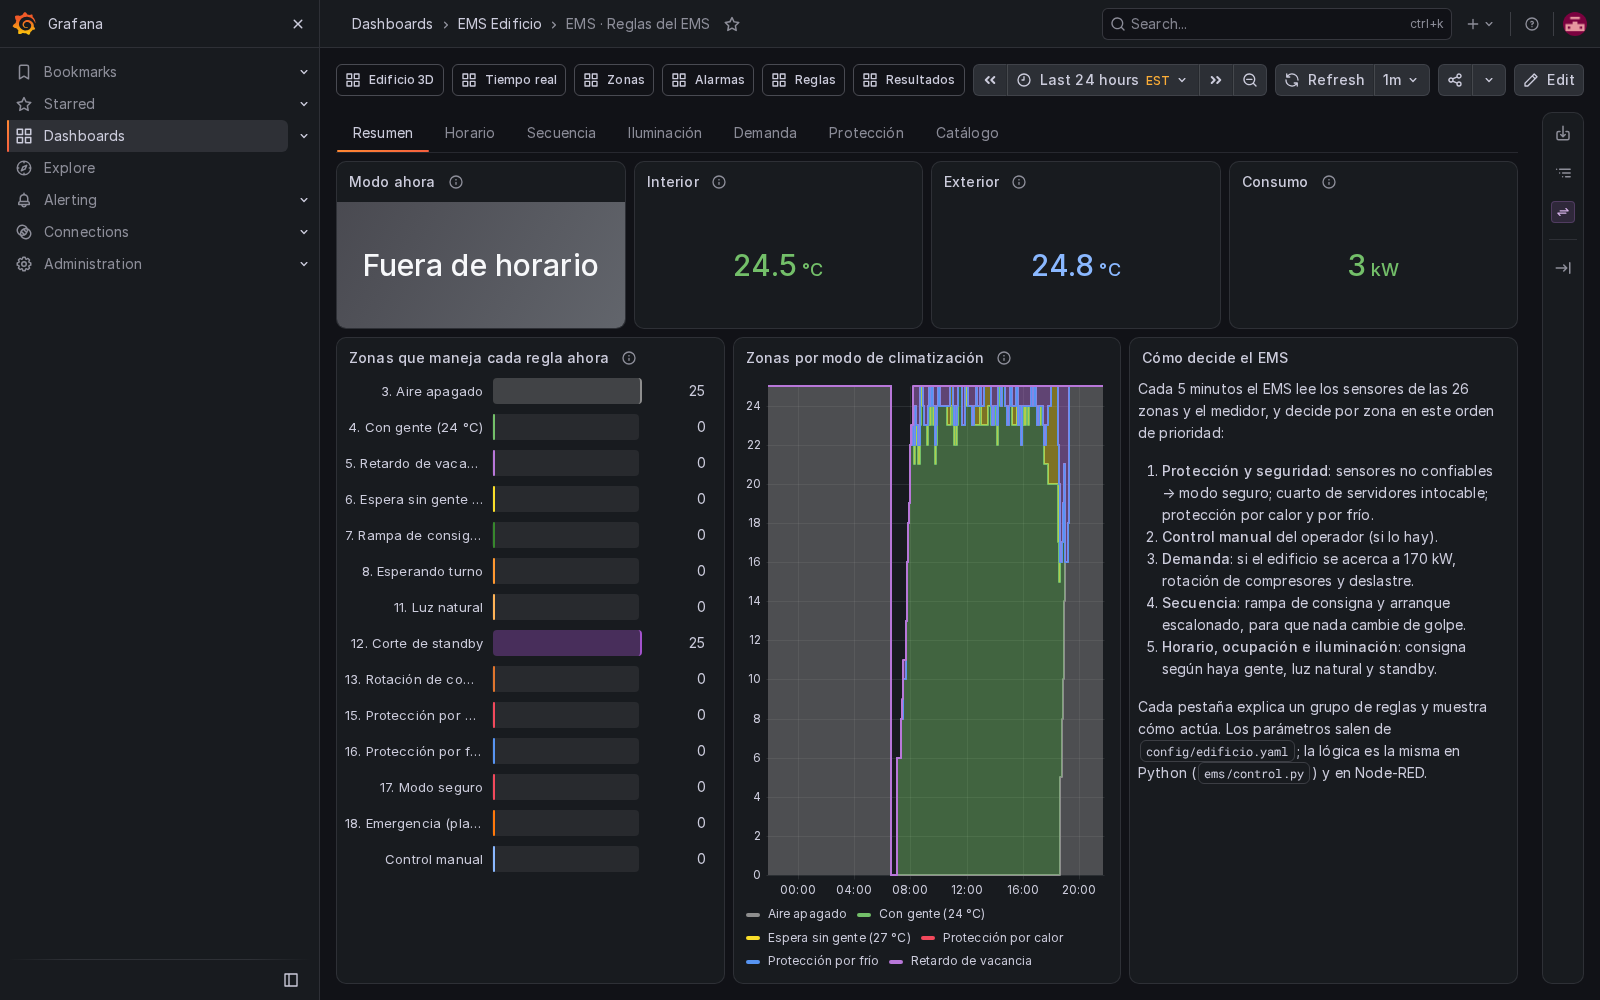 Grafana
Dashboards › EMS Edificio › EMS · Reglas del EMS
Search...
ctrl+k
Bookmarks
Starred
Dashboards
Explore
Alerting
Connections
Administration
Edificio 3D
Tiempo real
Zonas
Alarmas
Reglas
Resultados
Last 24 hours EST
Refresh
1m
Edit
Resumen
Horario
Secuencia
Iluminación
Demanda
Protección
Catálogo
Modo ahora
Fuera de horario
Interior
24.5 °C
Exterior
24.8 °C
Consumo
3 kW
Zonas que maneja cada regla ahora
3. Aire apagado 25
4. Con gente (24 °C) 0
5. Retardo de vaca... 0
6. Espera sin gente ... 0
7. Rampa de consig... 0
8. Esperando turno 0
11. Luz natural 0
12. Corte de standby 25
13. Rotación de co... 0
15. Protección por ... 0
16. Protección por f... 0
17. Modo seguro 0
18. Emergencia (pla... 0
Control manual 0
Zonas por modo de climatización
24
22
20
18
16
14
12
10
8
6
4
2
0
00:00 04:00 08:00 12:00 16:00 20:00
Aire apagado Con gente (24 °C)
Espera sin gente (27 °C) Protección por calor
Protección por frío Retardo de vacancia
Cómo decide el EMS
Cada 5 minutos el EMS lee los sensores de las 26
zonas y el medidor, y decide por zona en este orden
de prioridad:
1. Protección y seguridad: sensores no confiables
→ modo seguro; cuarto de servidores intocable;
protección por calor y por frío.
2. Control manual del operador (si lo hay).
3. Demanda: si el edificio se acerca a 170 kW,
rotación de compresores y deslastre.
4. Secuencia: rampa de consigna y arranque
escalonado, para que nada cambie de golpe.
5. Horario, ocupación e iluminación: consigna
según haya gente, luz natural y standby.
Cada pestaña explica un grupo de reglas y muestra
cómo actúa. Los parámetros salen de
config/edificio.yaml ; la lógica es la misma en
Python ( ems/control.py ) y en Node-RED.